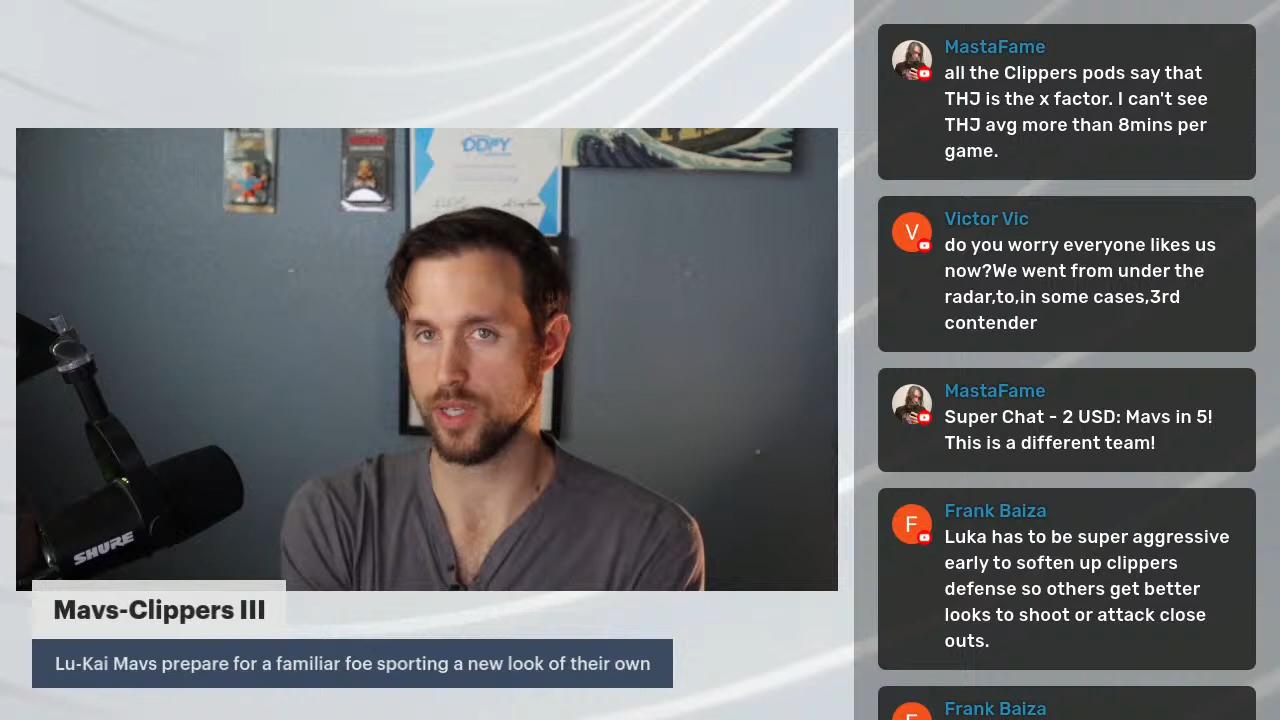 DDPY
SHURE
Mavs-Clippers III
Lu-Kai Mavs prepare for a familiar foe sporting a new look of their own
MastaFame
all the Clippers pods say that
THJ is the x factor. I can't see
THJ avg more than 8mins per
game.
V
Victor Vic
do you worry everyone likes us
now?We went from under the
radar,to,in some cases,3rd
contender
MastaFame
Super Chat - 2 USD: Mavs in 5!
This is a different team!
F
Frank Baiza
Luka has to be super aggressive
early to soften up clippers
defense so others get better
looks to shoot or attack close
outs.
F
Frank Baiza